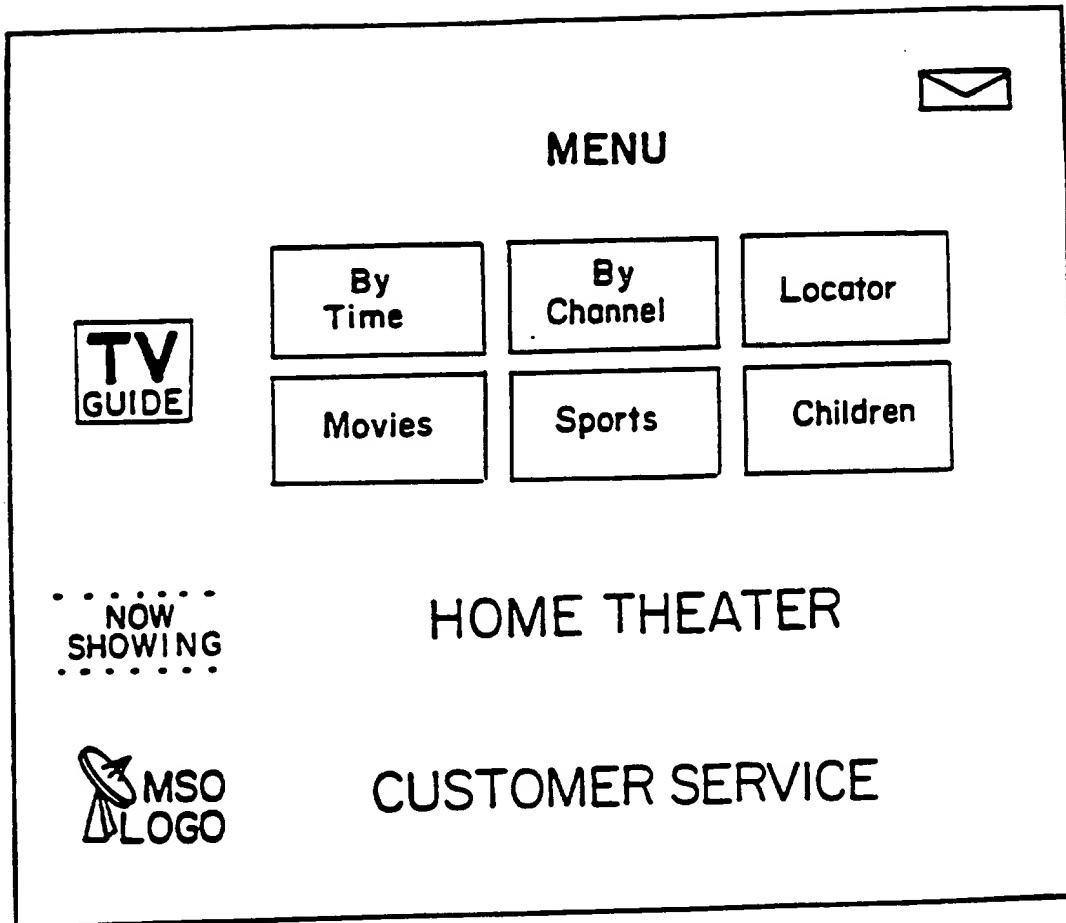 MENU
By
Time
By
Channel
Locator
TV
GUIDE
Movies
Sports
Children
NOW
SHOWING
HOME THEATER
MSO
LOGO
CUSTOMER SERVICE